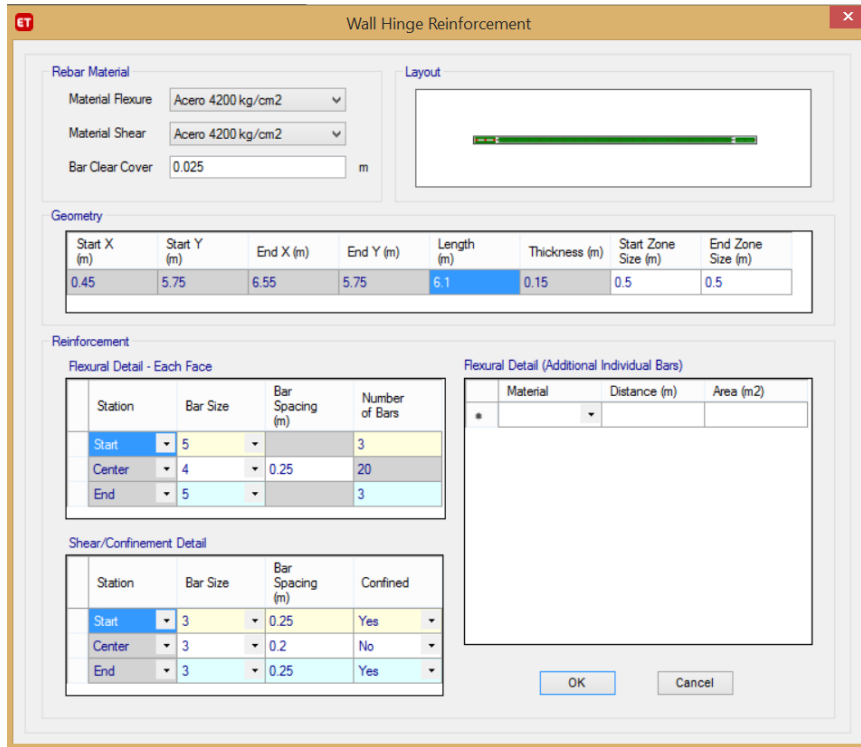 ET
Wall Hinge Reinforcement
x
Rebar Material
Material Flexure Acero 4200 kg/cm2
Material Shear Acero 4200 kg/cm2
Bar Clear Cover 0.025 m
Layout
Geometry
Start X (m) Start Y (m) End X (m) End Y (m) Length (m) Thickness (m) Start Zone Size (m) End Zone Size (m)
0.45 5.75 6.55 5.75 6.1 0.15 0.5 0.5
Reinforcement
Flexural Detail - Each Face
Station Bar Size Bar Spacing (m) Number of Bars
Start 5 3
Center 4 0.25 20
End 5 3
Shear/Confinement Detail
Station Bar Size Bar Spacing (m) Confined
Start 3 0.25 Yes
Center 3 0.2 No
End 3 0.25 Yes
Flexural Detail (Additional Individual Bars)
Material Distance (m) Area (m2)
*
OK Cancel